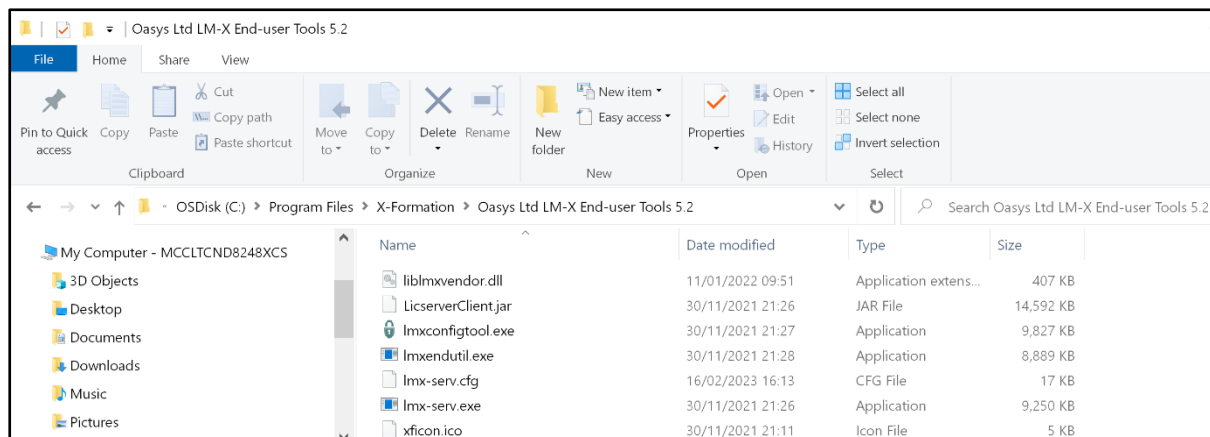 Oasys Ltd LM-X End-user Tools 5.2
File Home Share View
Pin to Quick access
Copy
Paste
Cut
Copy path
Paste shortcut
Clipboard
Move to
Copy to
Delete
Rename
Organize
New folder
New item
Easy access
New
Properties
Open
Edit
History
Open
Select all
Select none
Invert selection
Select
OSDisk (C:) > Program Files > X-Formation > Oasys Ltd LM-X End-user Tools 5.2
Search Oasys Ltd LM-X End-user Tools 5.2
My Computer - MCCLTCND8248XCS
3D Objects
Desktop
Documents
Downloads
Music
Pictures
Name Date modified Type Size
liblmxvendor.dll 11/01/2022 09:51 Application extens... 407 KB
LicserverClient.jar 30/11/2021 21:26 JAR File 14,592 KB
lmxconfigtool.exe 30/11/2021 21:27 Application 9,827 KB
lmxendutil.exe 30/11/2021 21:28 Application 8,889 KB
lmx-serv.cfg 16/02/2023 16:13 CFG File 17 KB
lmx-serv.exe 30/11/2021 21:26 Application 9,250 KB
xficon.ico 30/11/2021 21:11 Icon File 5 KB